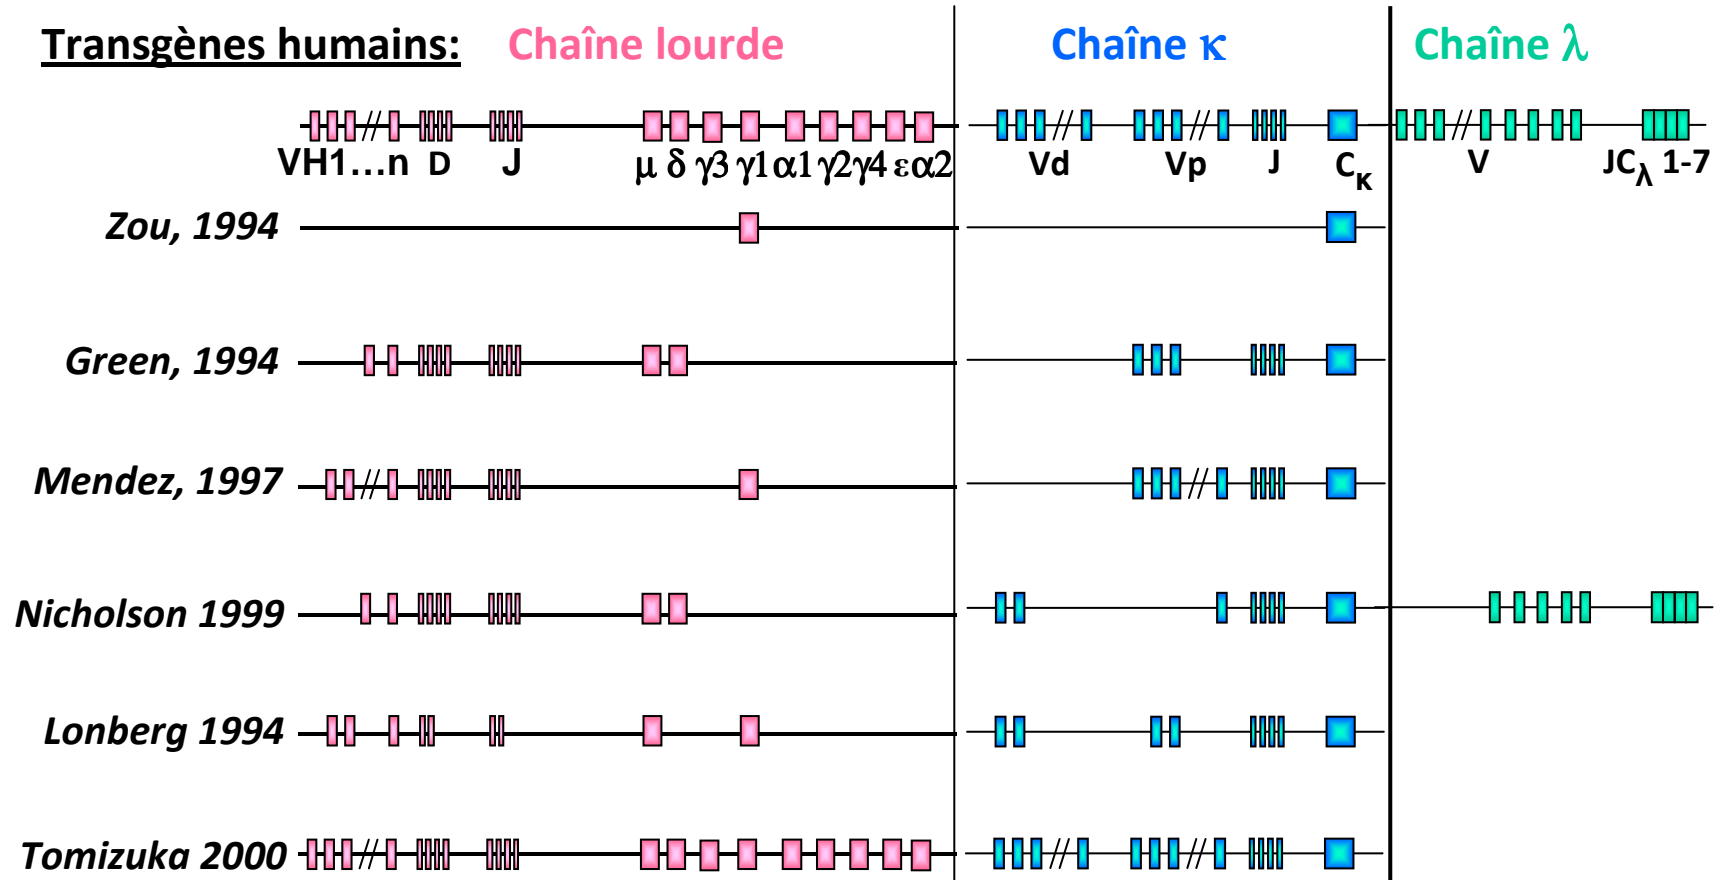 Transgènes humains: Chaîne lourde Chaîne κ Chaîne λ
VH1...n D J μ δ γ3 γ1 α1 γ2 γ4 ε α2 Vd Vp J Cκ V JCλ 1-7
Zou, 1994
Green, 1994
Mendez, 1997
Nicholson 1999
Lonberg 1994
Tomizuka 2000